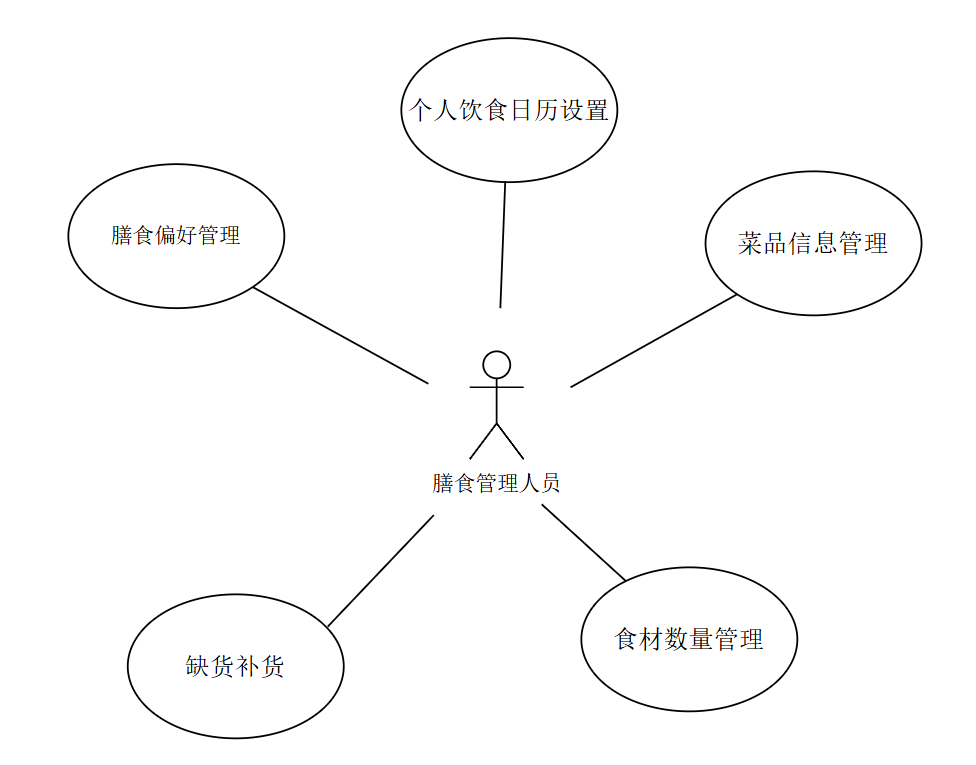 个人饮食日历设置
膳食偏好管理
菜品信息管理
膳食管理人员
食材数量管理
缺货补货